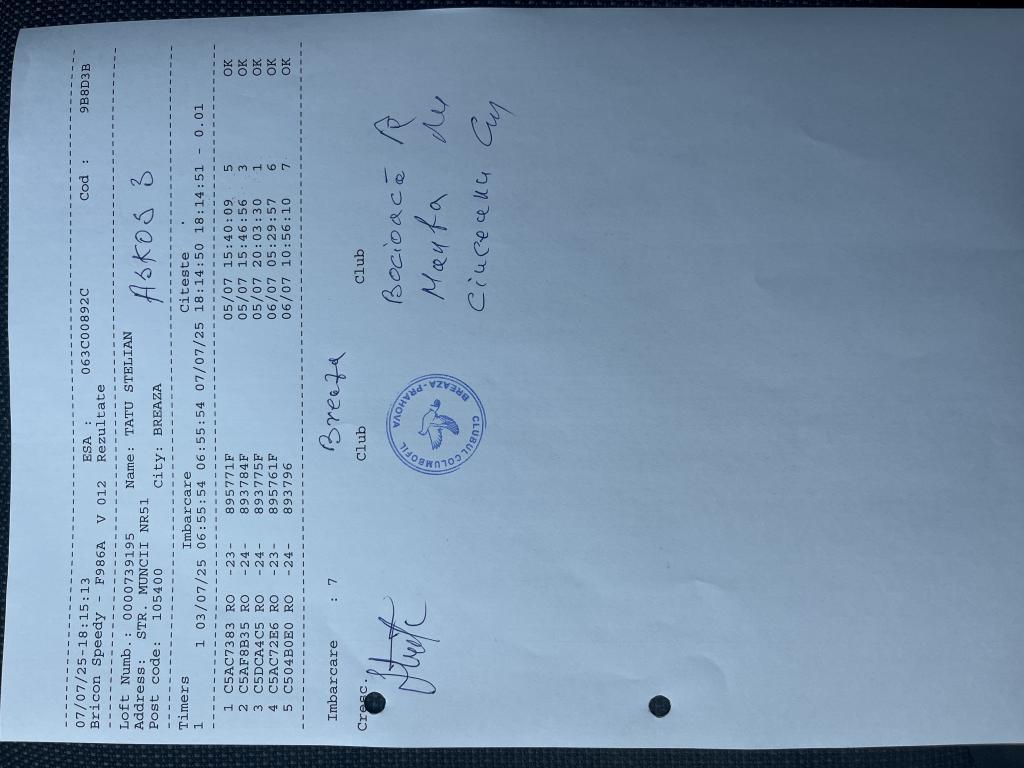 07/07/25-18:15:13 ESA : 063C00892C Cod : 9B8D3B
Bricon Speedy - F986A V 012 Rezultate
Loft Numb.: 0000739195 Name: TATU STELIAN
Address: STR. MUNCII NR51
Post code: 105400 City: BREAZA
ASKOS 3
Timers Imbarcare Citeste
1 1 03/07/25 06:55:54 06:55:54 07/07/25 18:14:50 18:14:51 - 0.01
1 C5AC7383 RO -23- 895771F 05/07 15:40:09 5 OK
2 C5AF8B35 RO -24- 893784F 05/07 15:46:56 3 OK
3 C5DCA4C5 RO -24- 893775F 05/07 20:03:30 1 OK
4 C5AC72E6 RO -23- 895761F 06/07 05:29:57 6 OK
5 C504B0E0 RO -24- 893796 06/07 10:56:10 7 OK
Imbarcare : 7
Breaza
Cresc. Club Club
Bocioacă R
CLUBUL COLUMBOFIL
BREAZA-PRAHOVA